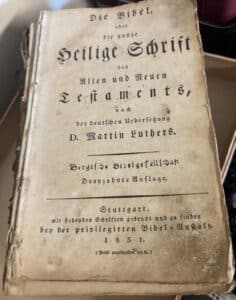 Die Bibel,
oder
die ganze
Heilige Schrift
des
Alten und Neuen
Testaments,
nach
der deutschen Uebersetzung
D. Martin Luthers.
Bergische Bibelgesellschaft
Dreyzehnte Auflage.
Stuttgart,
mit stehenden Schriften gedruckt und zu finden
bey der privilegirten Bibel-Anstalt,
1831.